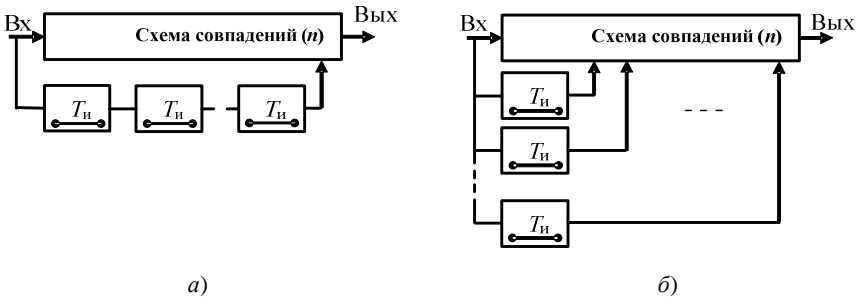 Вх Схема совпадений (n) Вых
Tи Tи Tи
а)
Вх Схема совпадений (n) Вых
Tи
Tи
Tи
б)